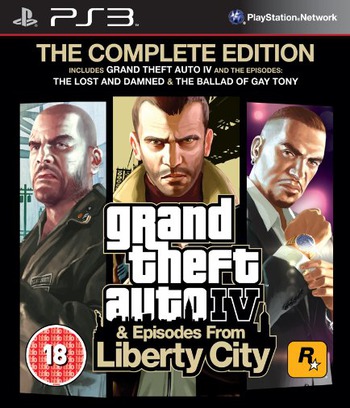 PS3
PlayStation®Network
THE COMPLETE EDITION
INCLUDES GRAND THEFT AUTO IV AND THE EPISODES:
THE LOST AND DAMNED & THE BALLAD OF GAY TONY
grand
theft
auto IV
& Episodes From
Liberty City
18
R